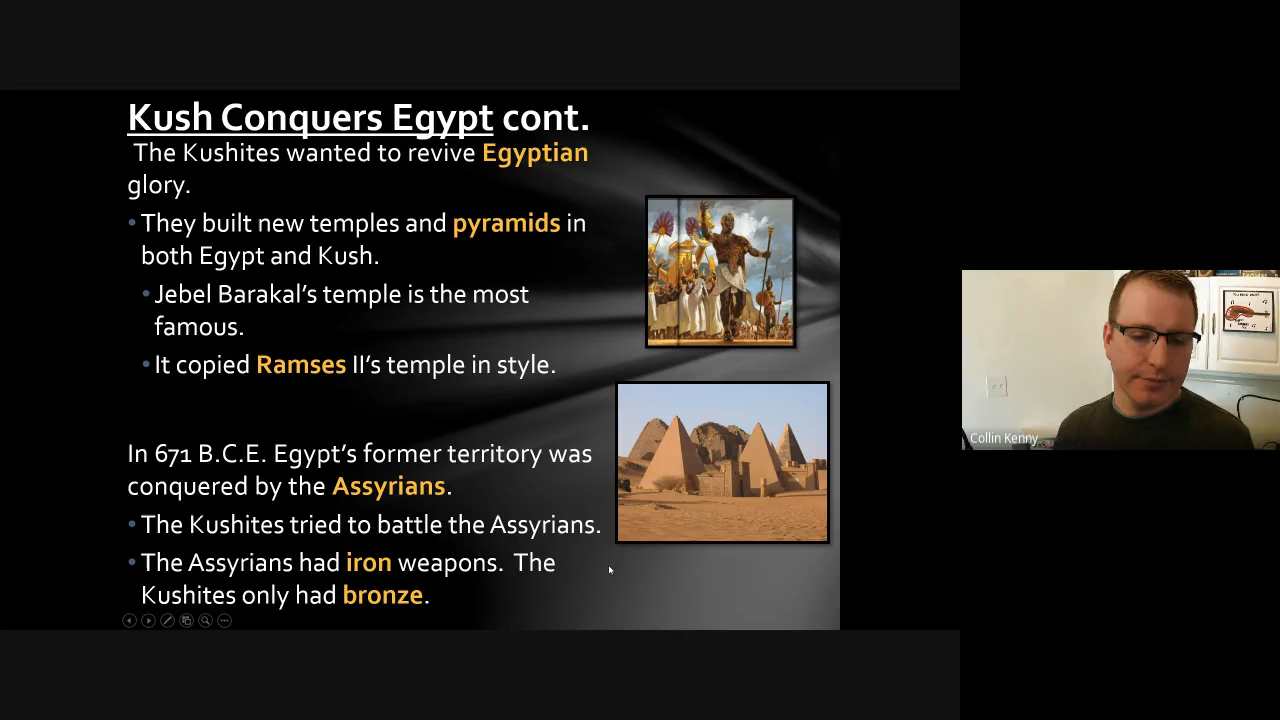 Kush Conquers Egypt cont.
The Kushites wanted to revive Egyptian
glory.
• They built new temples and pyramids in
both Egypt and Kush.
• Jebel Barakal's temple is the most
famous.
• It copied Ramses II's temple in style.
In 671 B.C.E. Egypt's former territory was
conquered by the Assyrians.
• The Kushites tried to battle the Assyrians.
• The Assyrians had iron weapons.  The
Kushites only had bronze.
Collin Kenny